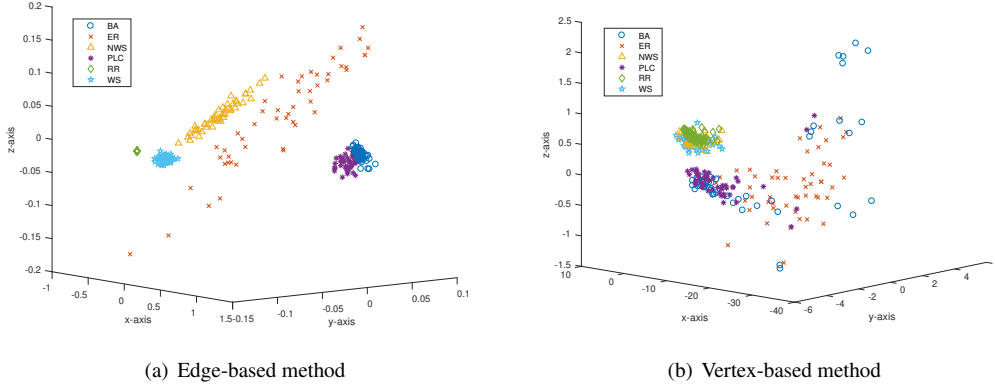 BA
ER
NWS
PLC
RR
WS
0.2
0.15
0.1
0.05
0
-0.05
-0.1
-0.15
-0.2
z-axis
-1
-0.5
0
0.5
1
1.5
-0.15
-0.1
-0.05
0
0.05
0.1
x-axis
y-axis
(a) Edge-based method
BA
ER
NWS
PLC
RR
WS
2.5
2
1.5
1
0.5
0
-0.5
-1
-1.5
z-axis
10
0
-10
-20
-30
-40
-6
-4
-2
0
2
4
x-axis
y-axis
(b) Vertex-based method